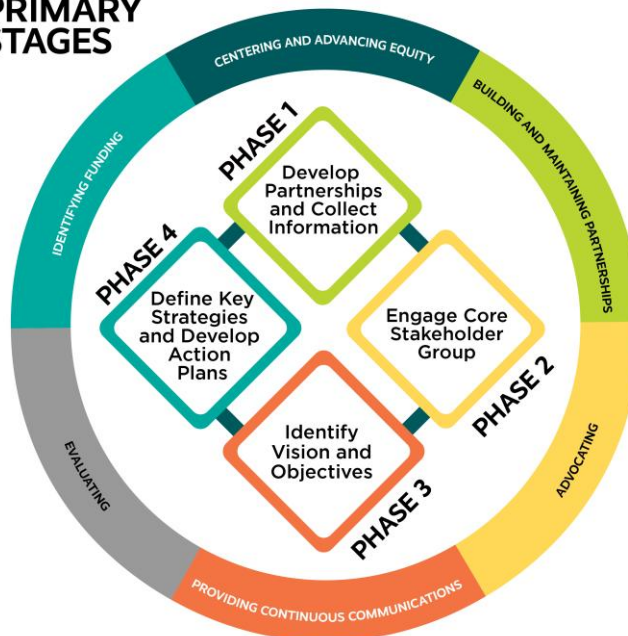 PRIMARY
STAGES
CENTERING AND ADVANCING EQUITY
BUILDING AND MAINTAINING PARTNERSHIPS
ADVOCATING
PROVIDING CONTINUOUS COMMUNICATIONS
EVALUATING
IDENTIFYING FUNDING
PHASE 1
Develop
Partnerships
and Collect
Information
PHASE 2
Engage Core
Stakeholder
Group
PHASE 3
Identify
Vision and
Objectives
PHASE 4
Define Key
Strategies
and Develop
Action
Plans